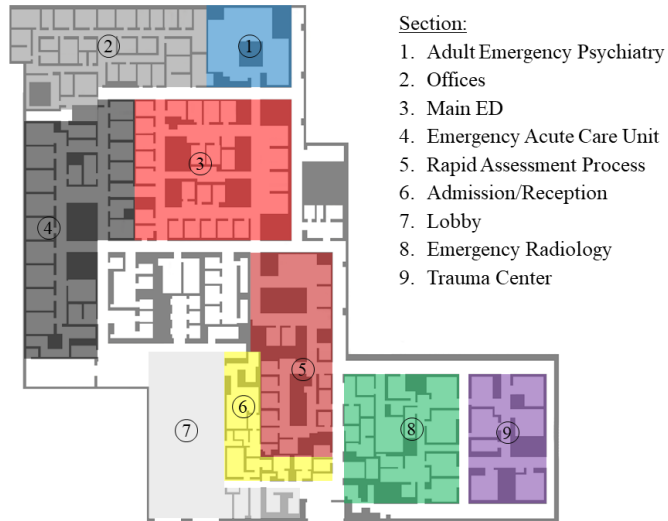 Section:
1. Adult Emergency Psychiatry
2. Offices
3. Main ED
4. Emergency Acute Care Unit
5. Rapid Assessment Process
6. Admission/Reception
7. Lobby
8. Emergency Radiology
9. Trauma Center
2
1
3
4
5
6
7
8
9